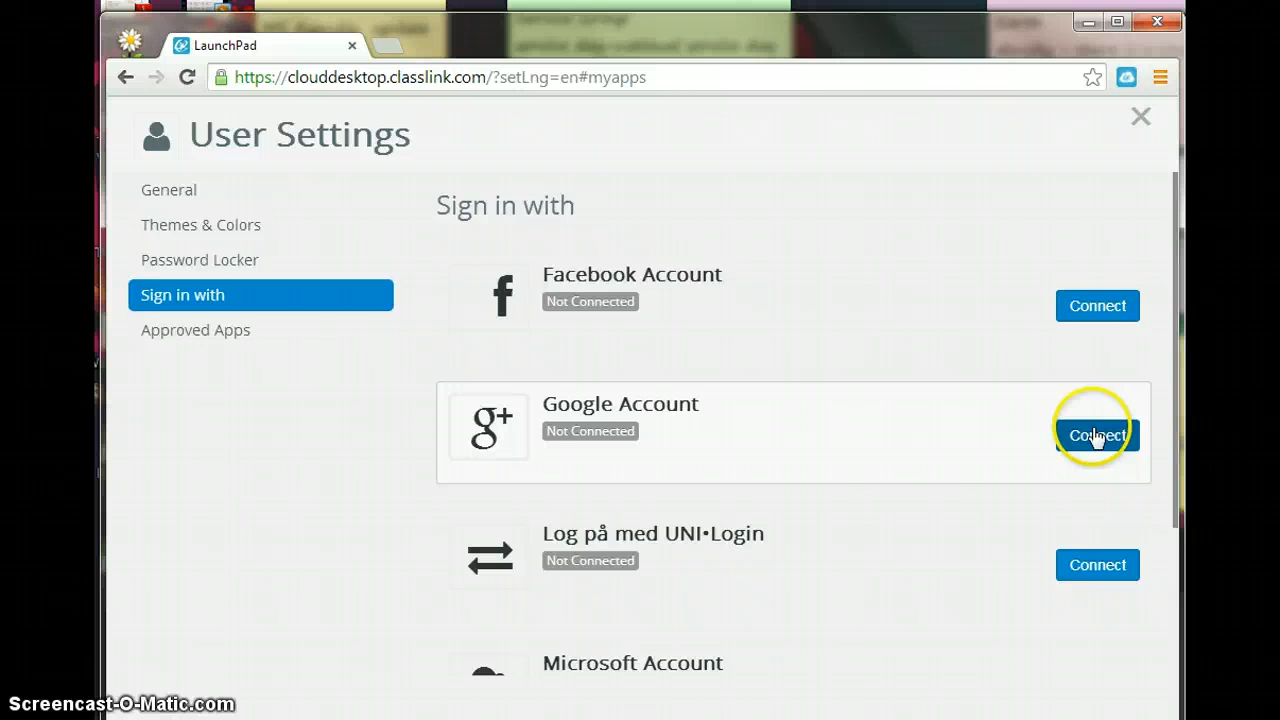 LaunchPad
https://clouddesktop.classlink.com/?setLng=en#myapps
User Settings
General
Themes & Colors
Password Locker
Sign in with
Approved Apps
Sign in with
Facebook Account
Not Connected
Connect
g+
Google Account
Not Connected
Connect
Log på med UNI•Login
Not Connected
Connect
Microsoft Account
Screencast-O-Matic.com